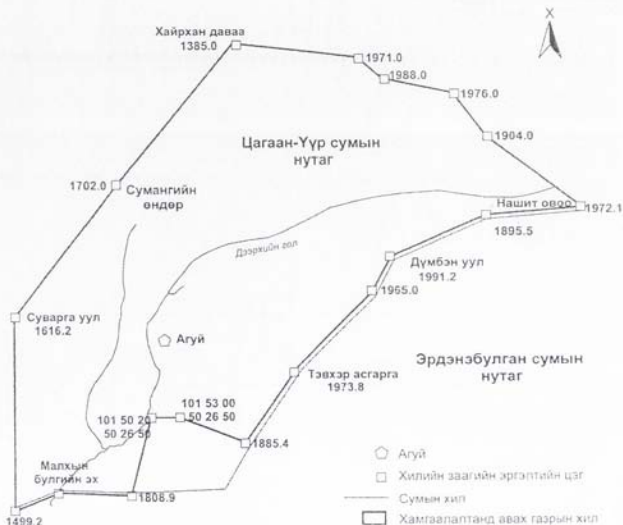 X
Хайрхан даваа
1385.0
1971.0
1988.0
1976.0
1904.0
Цагаан-Үүр сумын
нутаг
1702.0
Сумангийн
өндөр
Нашит овоо
1972.1
1895.5
Дээрхийн гол
Дүмбэн уул
1991.2
1965.0
Суварга уул
1616.2
Агуй
Эрдэнэбулган сумын
нутаг
Тэвхэр асгарга
1973.8
101 53 00
50 26 50
101 50 20
50 26 50
1885.4
Малхын
булгийн эх
1808.9
1499.2
Агуй
Хилийн заагийн эргэлтийн цэг
Сумын хил
Хамгаалалтанд авах газрын хил